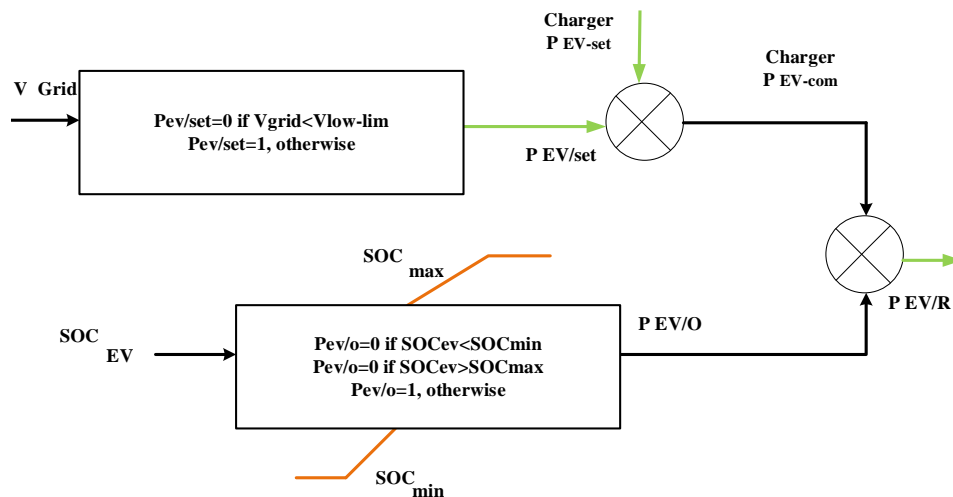 Charger
P EV-set
Charger
P EV-com
V Grid
Pev/set=0 if Vgrid<Vlow-lim
Pev/set=1, otherwise
P EV/set
SOC max
P EV/R
P EV/O
SOC EV
Pev/o=0 if SOCev<SOCmin
Pev/o=0 if SOCev>SOCmax
Pev/o=1, otherwise
SOC min